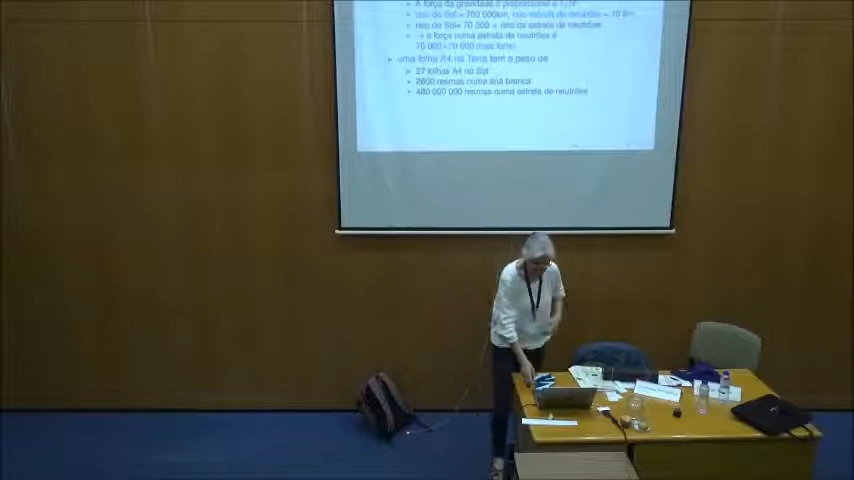 • A força da gravidade é proporcional a 1/r²
• raio do Sol = 700 000km, raio estrela de neutrões = 10 km
• raio do Sol= 70 000 × raio da estrela de neutrões
• → a força numa estrela de neutrões é
70 000×70 000 mais forte!
• uma folha A4 na Terra tem o peso de
• 27 folhas A4 no Sol
• 2600 resmas numa anã branca
• 480 000 000 resmas numa estrela de neutrões